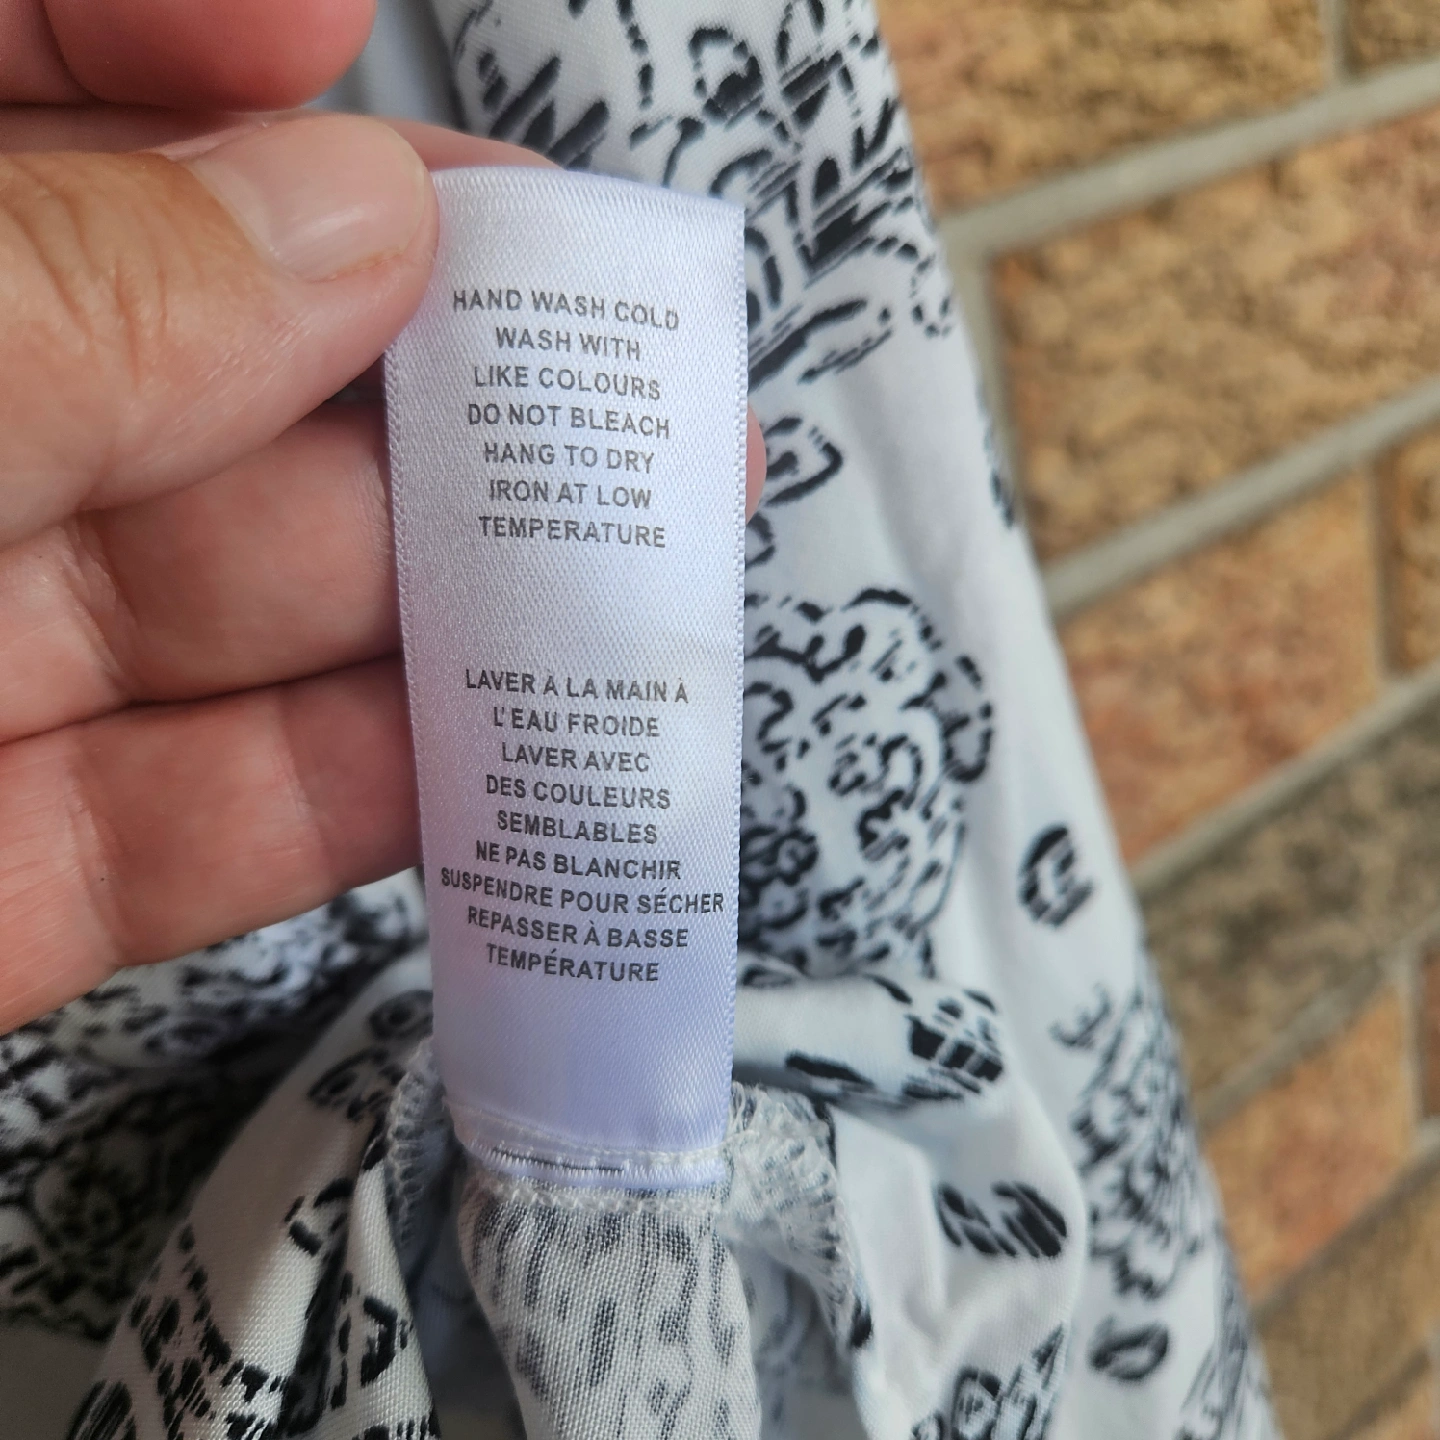 HAND WASH COLD
WASH WITH
LIKE COLOURS
DO NOT BLEACH
HANG TO DRY
IRON AT LOW
TEMPERATURE
LAVER À LA MAIN À
L'EAU FROIDE
LAVER AVEC
DES COULEURS
SEMBLABLES
NE PAS BLANCHIR
SUSPENDRE POUR SÉCHER
REPASSER À BASSE
TEMPÉRATURE